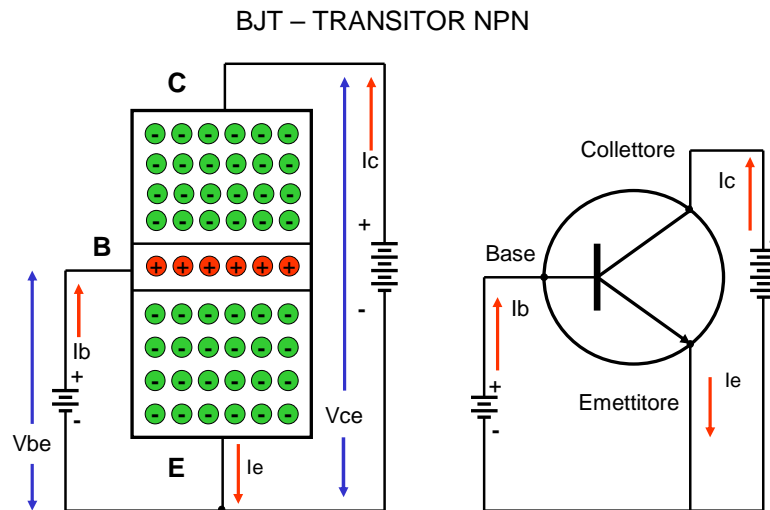 BJT – TRANSITOR NPN
C
Ic
+
-
B
Ib
+
-
Vbe
Vce
E
Ie
Collettore
Ic
Base
Ib
+
-
Emettitore
Ie